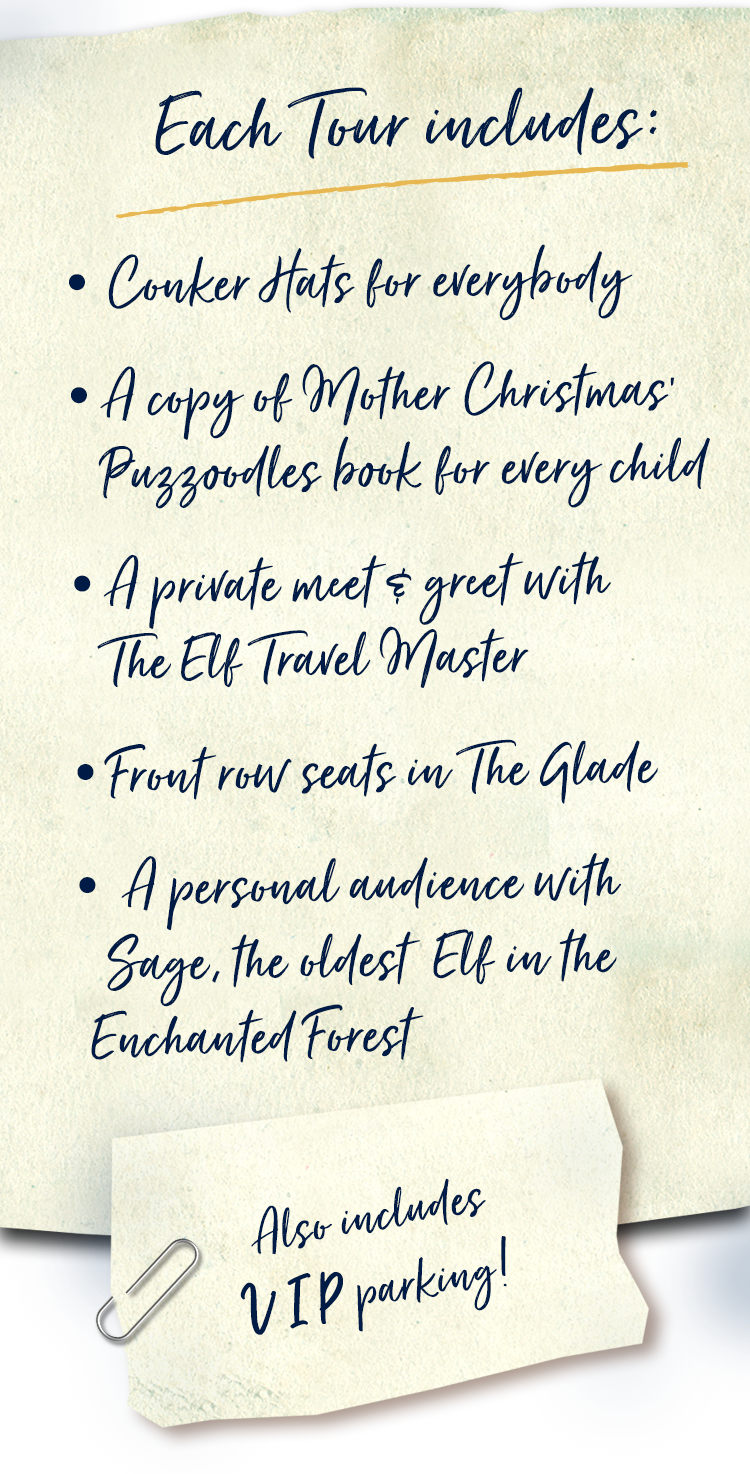 Each Tour includes:
• Conker Hats for everybody
• A copy of Mother Christmas'
Puzzoodles book for every child
• A private meet & greet with
The Elf Travel Master
• Front row seats in The Glade
• A personal audience with
Sage, the oldest Elf in the
Enchanted Forest
Also includes
VIP parking!